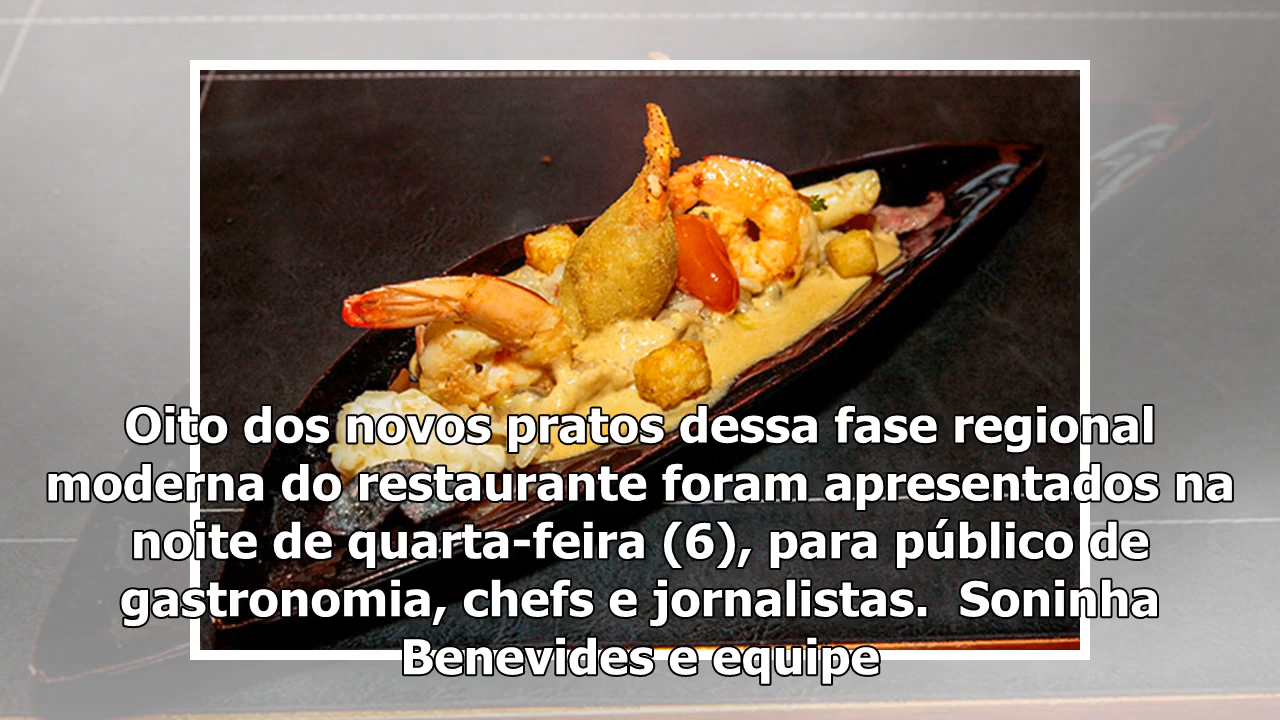 Oito dos novos pratos dessa fase regional
moderna do restaurante foram apresentados na
noite de quarta-feira (6), para público de
gastronomia, chefs e jornalistas.  Soninha
Benevides e equipe